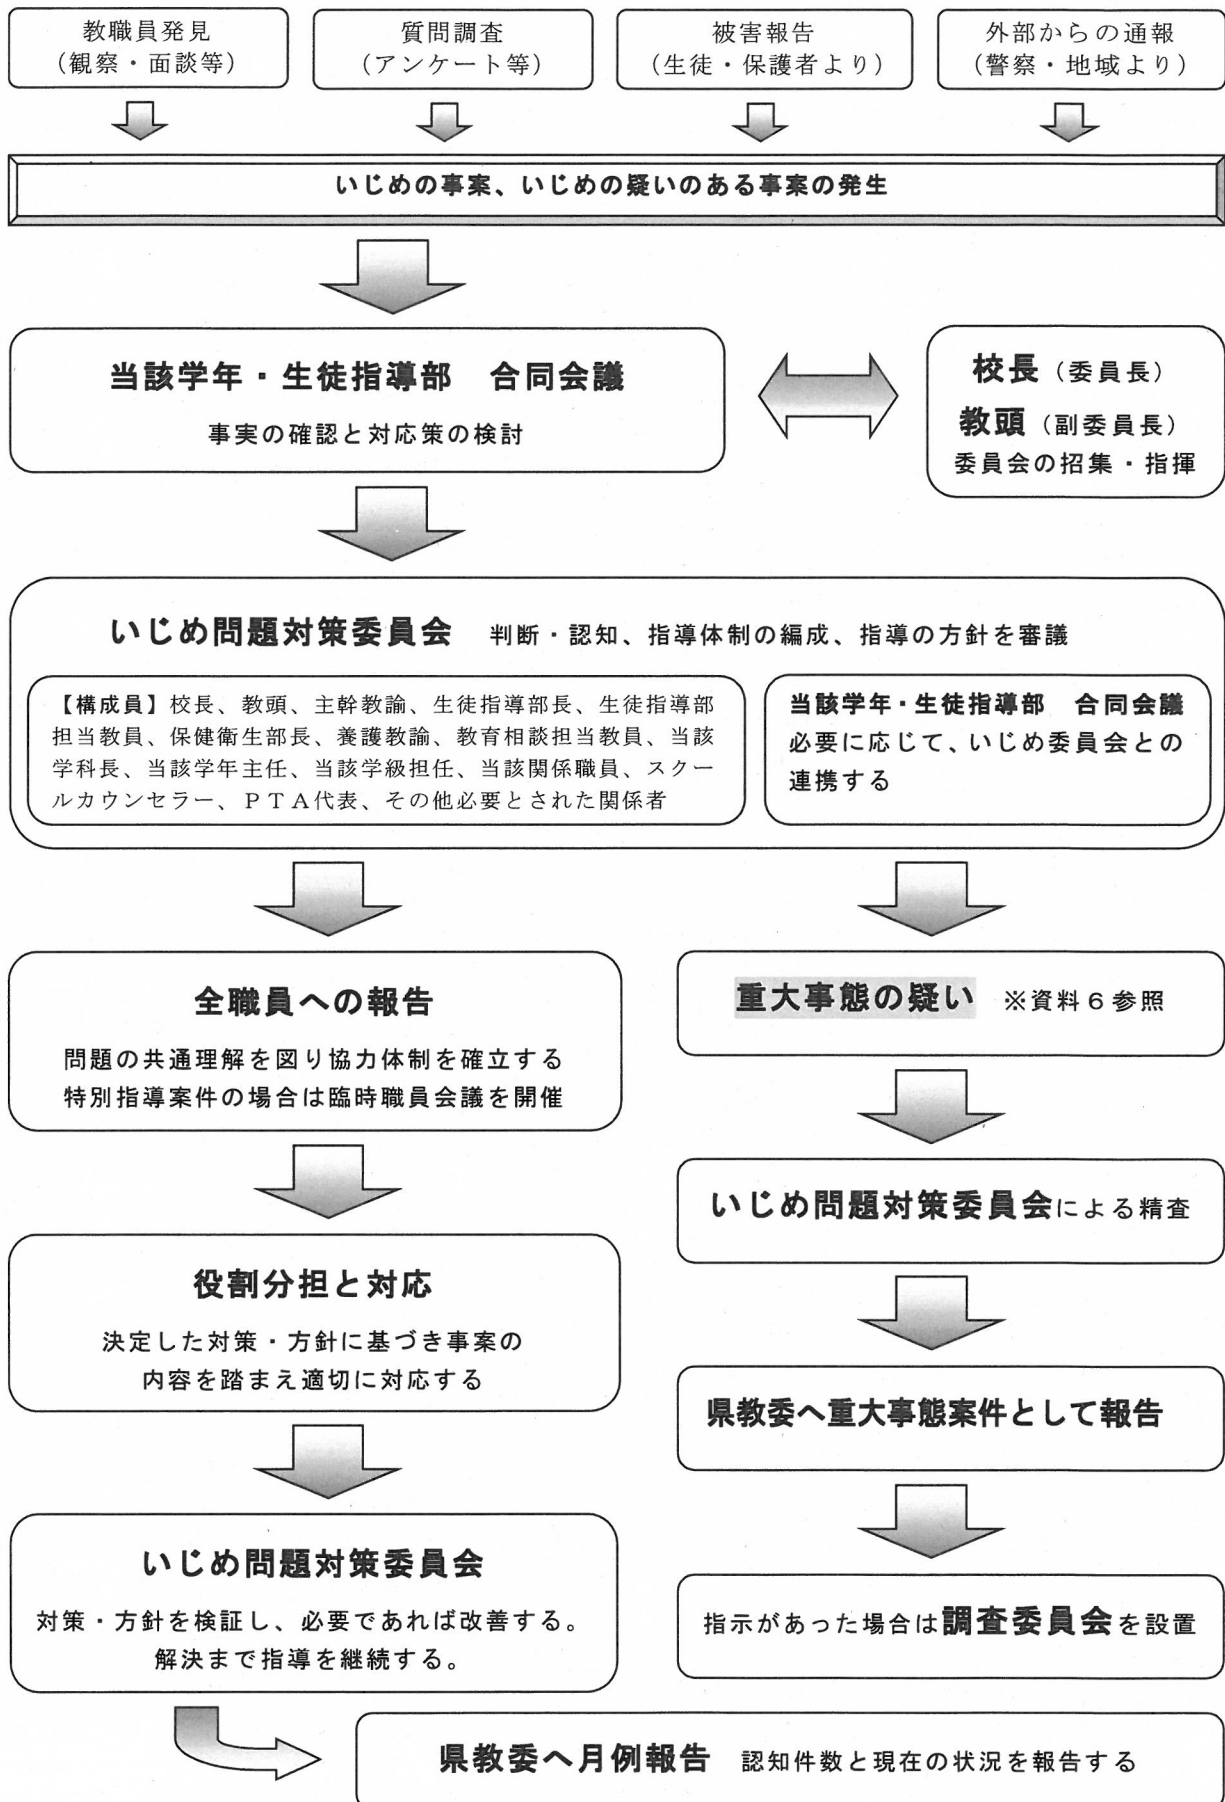 教職員発見
（観察・面談等）
質問調査
（アンケート等）
被害報告
（生徒・保護者より）
外部からの通報
（警察・地域より）
いじめの事案、いじめの疑いのある事案の発生
当該学年・生徒指導部　合同会議
事実の確認と対応策の検討
校長（委員長）
教頭（副委員長）
委員会の招集・指揮
いじめ問題対策委員会　判断・認知、指導体制の編成、指導の方針を審議
【構成員】校長、教頭、主幹教諭、生徒指導部長、生徒指導部
担当教員、保健衛生部長、養護教諭、教育相談担当教員、当該
学科長、当該学年主任、当該学級担任、当該関係職員、スクー
ルカウンセラー、ＰＴＡ代表、その他必要とされた関係者
当該学年・生徒指導部　合同会議
必要に応じて、いじめ委員会との
連携する
全職員への報告
問題の共通理解を図り協力体制を確立する
特別指導案件の場合は臨時職員会議を開催
重大事態の疑い　※資料６参照
いじめ問題対策委員会による精査
役割分担と対応
決定した対策・方針に基づき事案の
内容を踏まえ適切に対応する
県教委へ重大事態案件として報告
いじめ問題対策委員会
対策・方針を検証し、必要であれば改善する。
解決まで指導を継続する。
指示があった場合は調査委員会を設置
県教委へ月例報告　認知件数と現在の状況を報告する